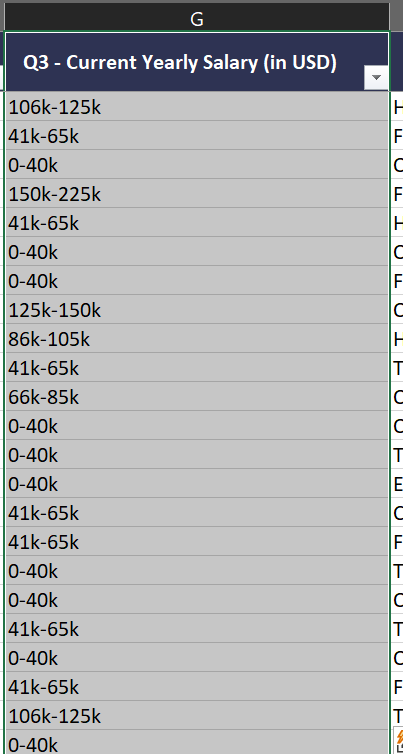 G
Q3 - Current Yearly Salary (in USD)
106k-125k H
41k-65k F
0-40k C
150k-225k F
41k-65k H
0-40k C
0-40k F
125k-150k C
86k-105k H
41k-65k T
66k-85k C
0-40k C
0-40k T
0-40k E
41k-65k C
41k-65k F
0-40k T
0-40k C
41k-65k T
0-40k C
41k-65k F
106k-125k T
0-40k